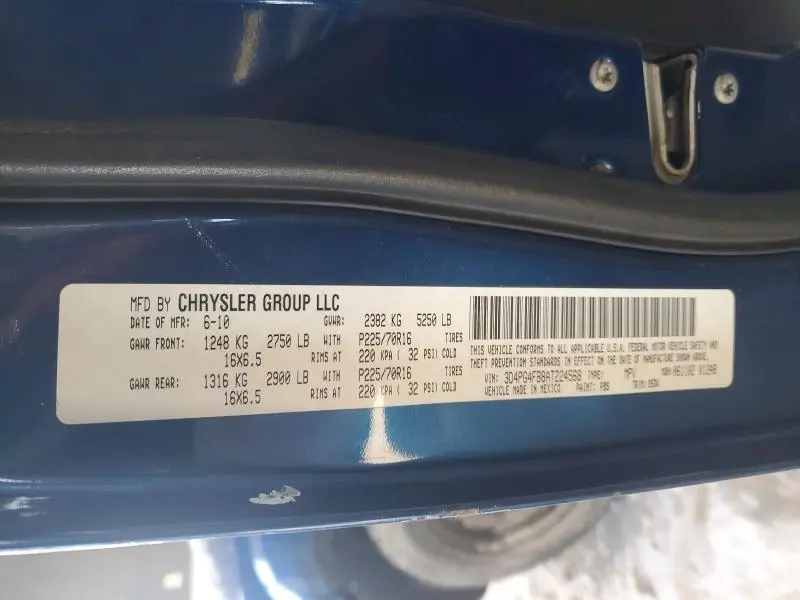 MFD BY CHRYSLER GROUP LLC
DATE OF MFR: 6-10 GVWR: 2382 KG 5250 LB
GAWR FRONT: 1248 KG 2750 LB WITH P225/70R16 TIRES
16X6.5 RIMS AT 220 KPA ( 32 PSI) COLD
GAWR REAR: 1316 KG 2900 LB WITH P225/70R16 TIRES
16X6.5 RIMS AT 220 KPA ( 32 PSI) COLD
THIS VEHICLE CONFORMS TO ALL APPLICABLE U.S.A. FEDERAL MOTOR VEHICLE SAFETY AND
THEFT PREVENTION STANDARDS IN EFFECT ON THE DATE OF MANUFACTURE SHOWN ABOVE.
VIN: 3D4PG4FB8AT224568 TYPE: MPV MDH: 061102 
VEHICLE MADE IN MEXICO PAINT: PBS TRIM: